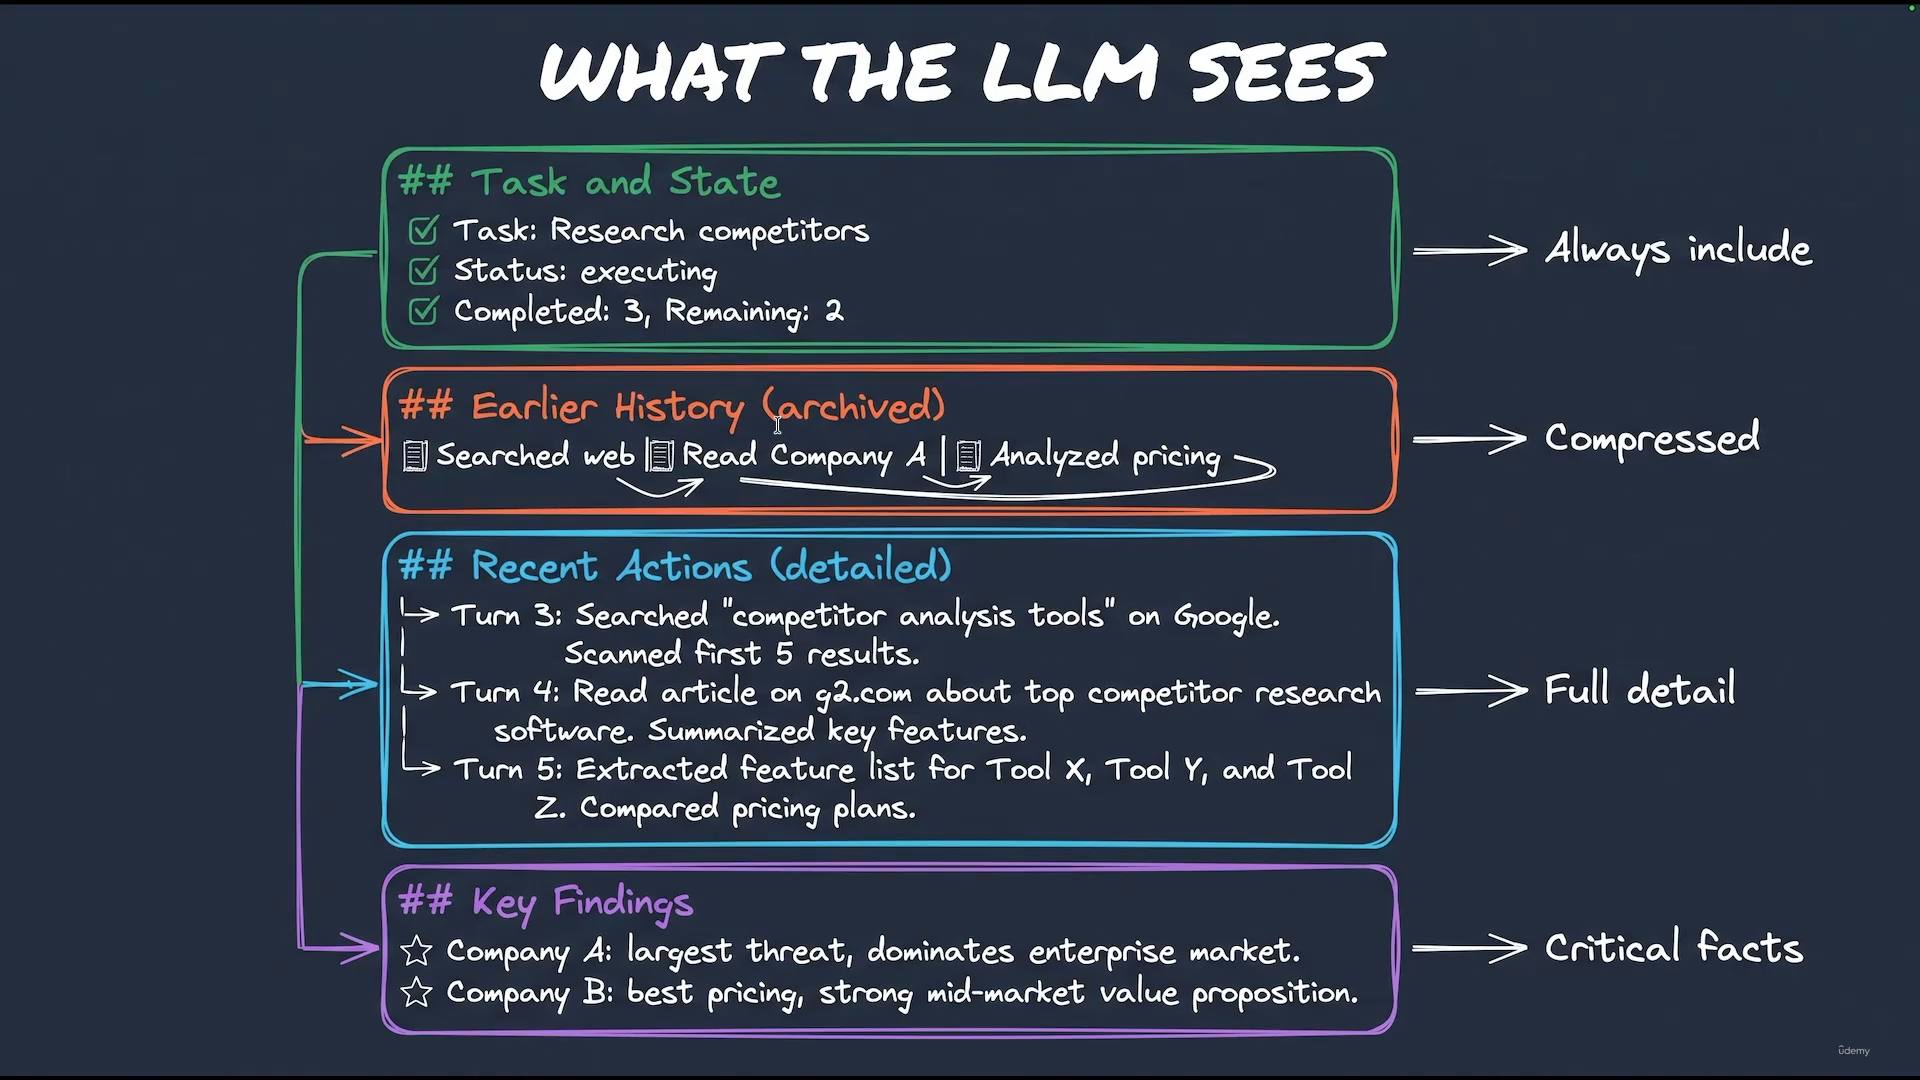 WHAT THE LLM SEES
## Task and State
Task: Research competitors
Status: executing
Completed: 3, Remaining: 2
Always include
## Earlier History (archived)
Searched web | Read Company A | Analyzed pricing
Compressed
## Recent Actions (detailed)
Turn 3: Searched "competitor analysis tools" on Google.
Scanned first 5 results.
Turn 4: Read article on g2.com about top competitor research
software. Summarized key features.
Turn 5: Extracted feature list for Tool X, Tool Y, and Tool
Z. Compared pricing plans.
Full detail
## Key Findings
Company A: largest threat, dominates enterprise market.
Company B: best pricing, strong mid-market value proposition.
Critical facts
ûdemy